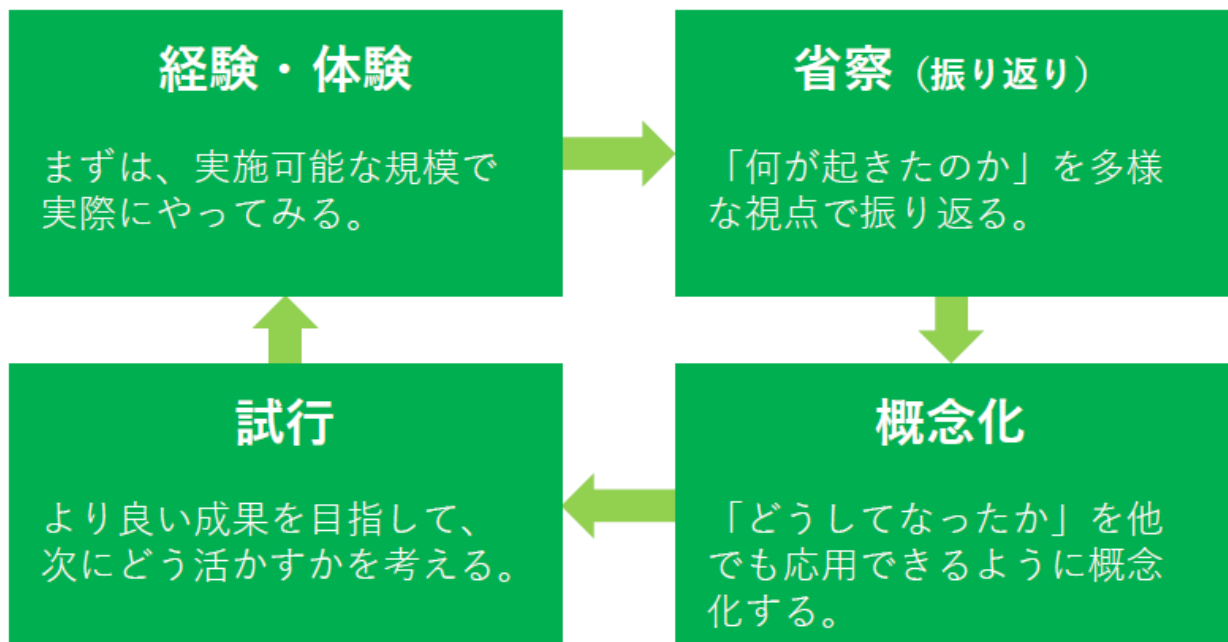 経験・体験
まずは、実施可能な規模で
実際にやってみる。
省察（振り返り）
「何が起きたのか」を多様
な視点で振り返る。
概念化
「どうしてなったか」を他
でも応用できるように概念
化する。
試行
より良い成果を目指して、
次にどう活かすかを考える。